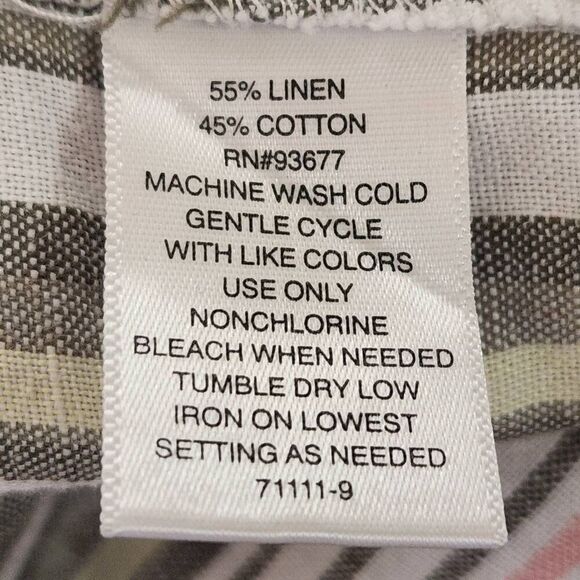 55% LINEN
45% COTTON
RN#93677
MACHINE WASH COLD
GENTLE CYCLE
WITH LIKE COLORS
USE ONLY
NONCHLORINE
BLEACH WHEN NEEDED
TUMBLE DRY LOW
IRON ON LOWEST
SETTING AS NEEDED
71111-9